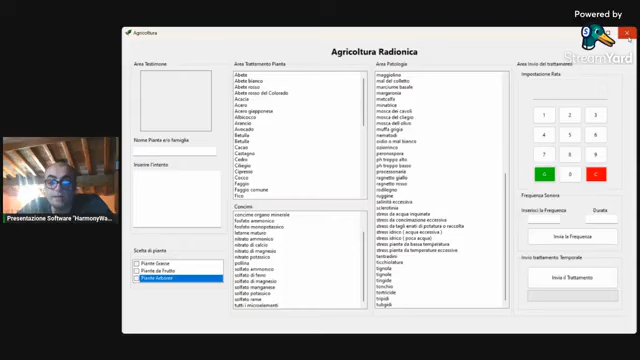 Powered by
StreamYard
Agricoltura
Agricoltura Radionica
Area Testimone
Nome Pianta e/o famiglia
Inserire l'intento
Scelta di pianta
Piante Grasse
Piante da Frutto
Piante Arboree
Area Trattamento Pianta
Abete
Abete bianco
Abete rosso
Abete rosso del Colorado
Acacia
Acero
Acero giapponese
Albicocco
Arancio
Avocado
Betulla
Betulla
Cacao
Castagno
Cedro
Ciliegio
Cipresso
Cocco
Faggio
Faggio comune
Fico
Concimi
concime organo minerale
fosfato ammonico
fosfato monopotassico
letame maturo
nitrato ammonico
nitrato di calcio
nitrato di magnesio
nitrato potassico
pollina
solfato ammonico
solfato di ferro
solfato di magnesio
solfato manganese
solfato potassico
solfato rame
tutti i microelementi
Area Patologia
maggiolino
mal del colletto
marciume basale
margaronia
metcalfa
minatrice
mosca dei cavoli
mosca del ciliegio
mosca dell olivo
muffa grigia
nematodi
oidio o mal bianco
oziorrinco
peronospora
ph troppo alto
ph troppo basso
processonaria
ragnetto giallo
ragnetto rosso
rodilegno
ruggine
salinità eccessiva
sclerotinia
stress da acqua inquinata
stress da concimazione eccessiva
stress da tagli errati di potatura o raccolta
stress idrico ( acqua eccessiva )
stress idrico ( poca acqua )
stress piante da bassa temperatura
stress piante da temperature eccessive
tentredini
ticchiolatura
tignola
tignola
tingide
tonchio
tortricide
tripidi
tubigidi
Area Invio del trattamento
Impostazione Rata
1 2 3
4 5 6
7 8 9
G 0 C
Frequenza Sonora
Inserisci la Frequenza Durata
Invia la Frequenza
Invio trattamento Temporale
Invia il Trattamento
Presentazione Software "HarmonyWa...